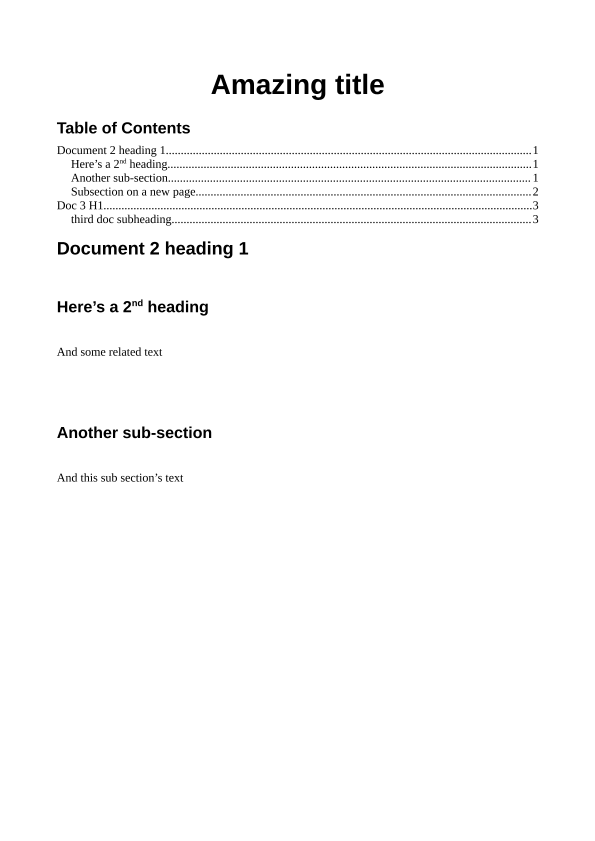 Amazing title
Table of Contents
Document 2 heading 1....................................................................................................................1
Here’s a 2nd heading....................................................................................................................1
Another sub-section....................................................................................................................1
Subsection on a new page....................................................................................................................2
Doc 3 H1....................................................................................................................3
third doc subheading....................................................................................................................3
Document 2 heading 1
Here’s a 2nd heading
And some related text
Another sub-section
And this sub section’s text